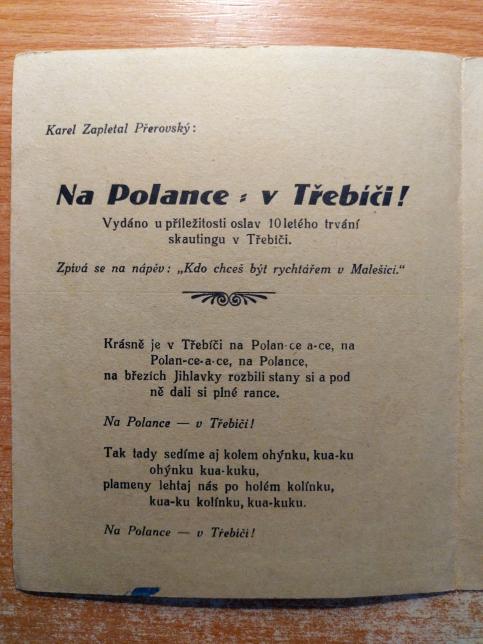 Karel Zapletal Přerovský:
Na Polance - v Třebíči!
Vydáno u příležitosti oslav 10letého trvání
skautingu v Třebíči.
Zpívá se na nápěv: „Kdo chceš být rychtářem v Malešici.“
Krásně je v Třebíči na Polan-ce a-ce, na
Polan-ce-a-ce, na Polance,
na březích Jihlavky rozbili stany si a pod
ně dali si plné rance.
Na Polance — v Třebíči!
Tak tady sedíme aj kolem ohýnku, kua-ku
ohýnku kua-kuku,
plameny lehtaj nás po holém kolínku,
kua-ku kolínku, kua-kuku.
Na Polance — v Třebíči!